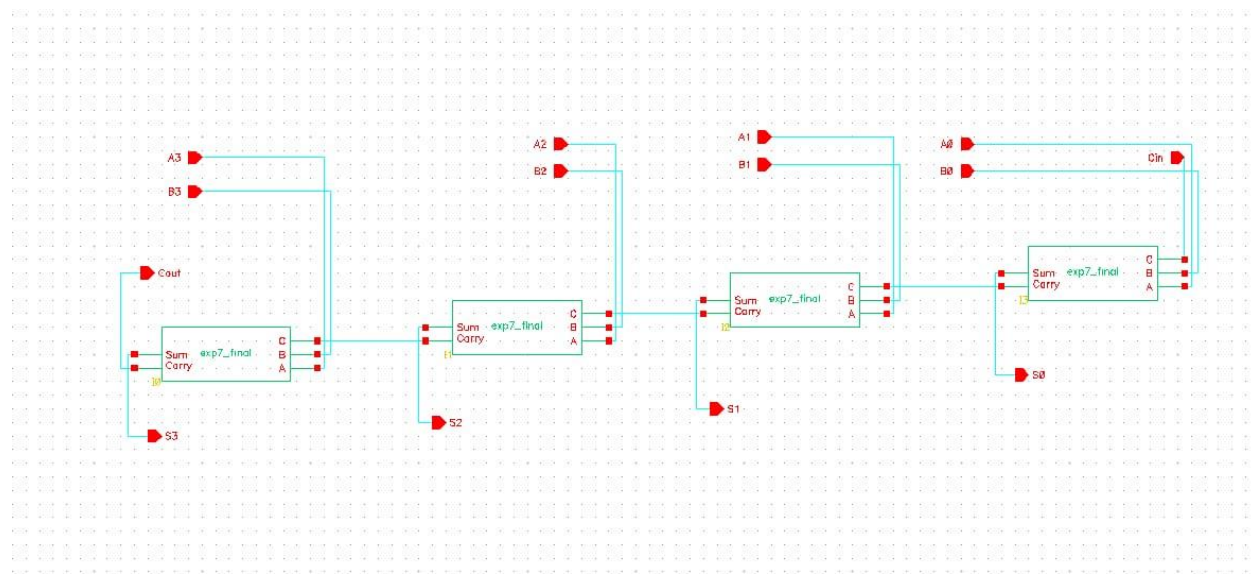 A3
B3
Cout
Sum
Carry
exp7_final
C
B
A
I0
S3
A2
B2
Sum
Carry
exp7_final
C
B
A
I1
S2
A1
B1
Sum
Carry
exp7_final
C
B
A
I2
S1
A0
B0
Cin
Sum
Carry
exp7_final
C
B
A
I3
S0